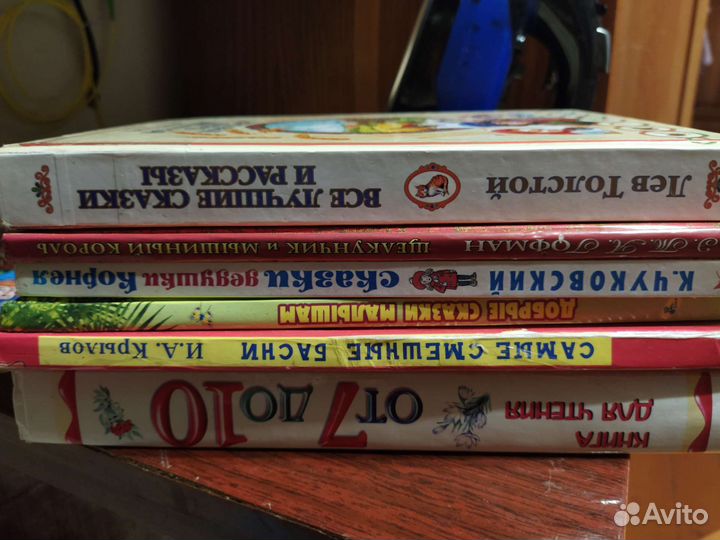 Лев Толстой
ВСЕ ЛУЧШИЕ СКАЗКИ
И РАССКАЗЫ
Э. Т. А. ГОФМАН ЩЕЛКУНЧИК и МЫШИНЫЙ КОРОЛЬ
К. ЧУКОВСКИЙ сказки дедушки Корнея
ДОБРЫЕ СКАЗКИ МАЛЫШАМ
И.А. Крылов САМЫЕ СМЕШНЫЕ БАСНИ
КНИГА
ДЛЯ ЧТЕНИЯ
ОТ 7 ДО 10
Avito